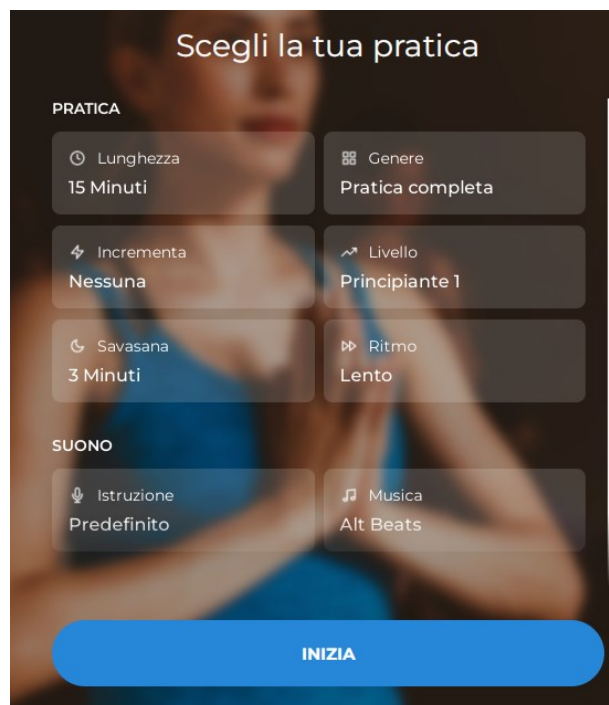 Scegli la tua pratica
PRATICA
Lunghezza
15 Minuti
Genere
Pratica completa
Incrementa
Nessuna
Livello
Principiante 1
Savasana
3 Minuti
Ritmo
Lento
SUONO
Istruzione
Predefinito
Musica
Alt Beats
INIZIA